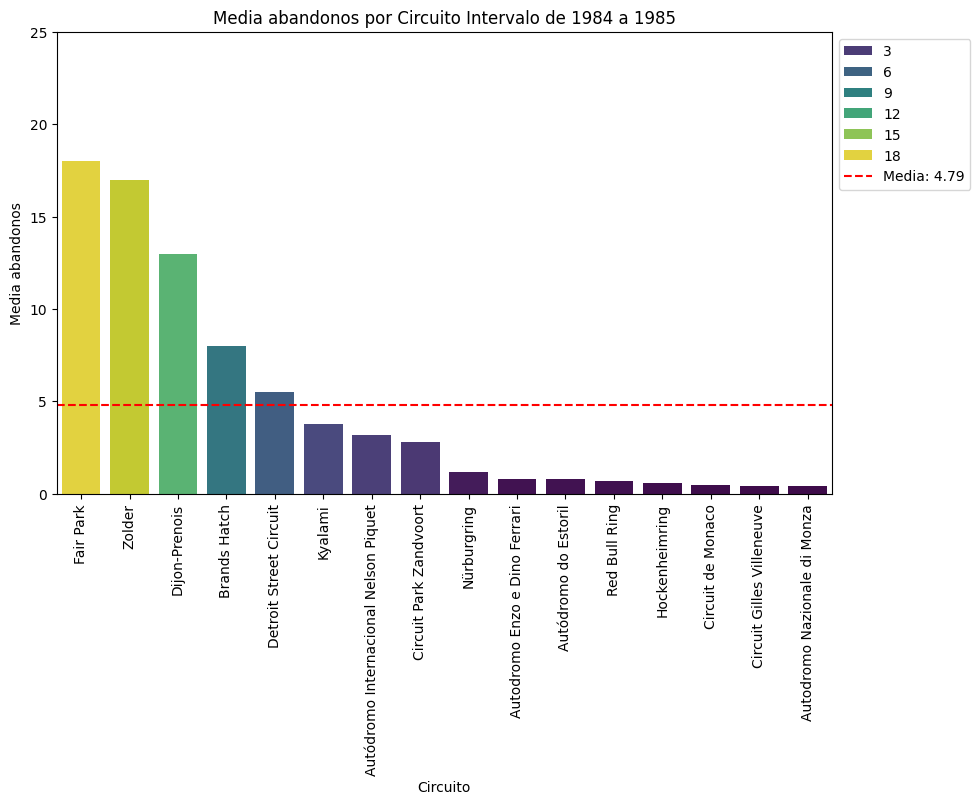 Media abandonos por Circuito Intervalo de 1984 a 1985
25
20
15
10
5
0
Media abandonos
3
6
9
12
15
18
Media: 4.79
Fair Park
Zolder
Dijon-Prenois
Brands Hatch
Detroit Street Circuit
Kyalami
Autódromo Internacional Nelson Piquet
Circuit Park Zandvoort
Nürburgring
Autodromo Enzo e Dino Ferrari
Autódromo do Estoril
Red Bull Ring
Hockenheimring
Circuit de Monaco
Circuit Gilles Villeneuve
Autodromo Nazionale di Monza
Circuito